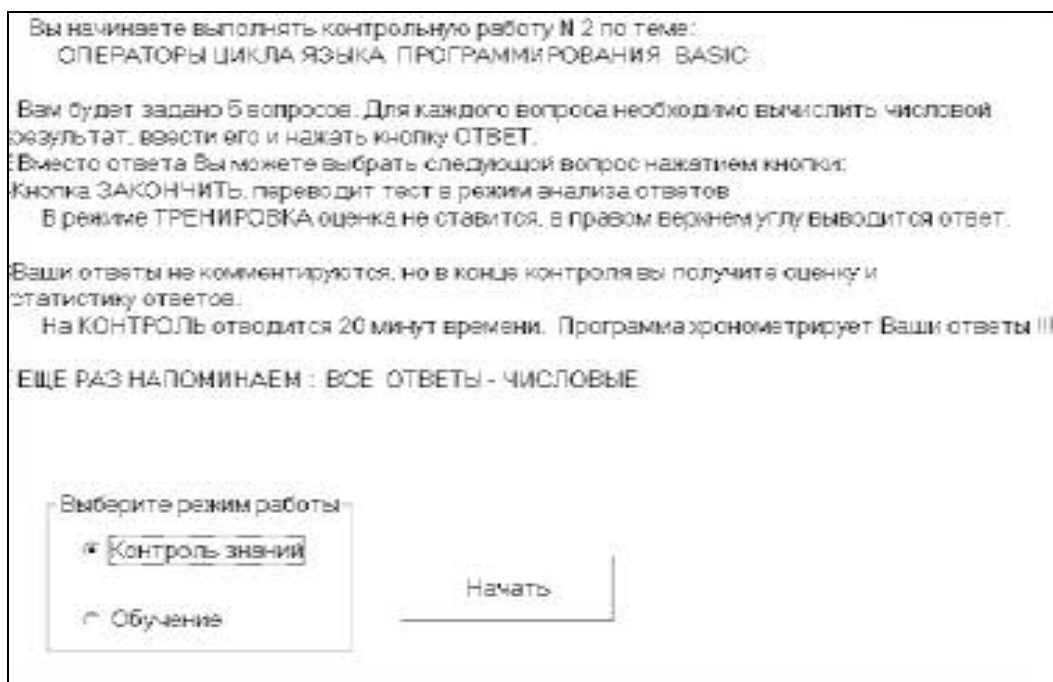 Вы начинаете выполнять контрольную работу N 2 по теме:
ОПЕРАТОРЫ ЦИКЛА ЯЗЫКА ПРОГРАММИРОВАНИЯ BASIC
Вам будет задано 5 вопросов. Для каждого вопроса необходимо вычислить числовой
результат, ввести его и нажать кнопку ОТВЕТ.
Вместо ответа Вы можете выбрать следующой вопрос нажатием кнопки:
Кнопка ЗАКОНЧИТЬ, переводит тест в режим анализа ответов
В режиме ТРЕНИРОВКА оценка не ставится, в правом верхнем углу выводится ответ.
Ваши ответы не комментируются, но в конце контроля вы получите оценку и
статистику ответов.
На КОНТРОЛЬ отводится 20 минут времени. Программа хронометрирует Ваши ответы !!!
ЕЩЕ РАЗ НАПОМИНАЕМ : ВСЕ ОТВЕТЫ - ЧИСЛОВЫЕ
Выберите режим работы
Контроль знаний
Начать
Обучение